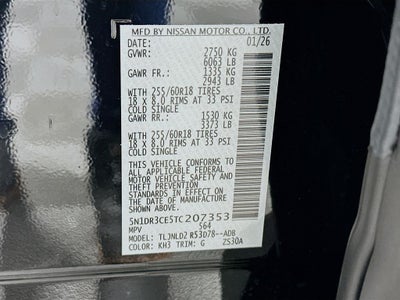 MFD BY NISSAN MOTOR CO., LTD.
DATE: 01/26
GVWR: 2750 KG
6063 LB
GAWR FR.: 1335 KG
2943 LB
WITH 255/60R18 TIRES
18 x 8.0 RIMS AT 33 PSI
COLD SINGLE
GAWR RR.: 1530 KG
3373 LB
WITH 255/60R18 TIRES
18 x 8.0 RIMS AT 33 PSI
COLD SINGLE
THIS VEHICLE CONFORMS TO
ALL APPLICABLE FEDERAL
MOTOR VEHICLE SAFETY AND
THEFT PREVENTION
STANDARDS IN EFFECT ON
THE DATE OF MANUFACTURE
SHOWN ABOVE.
5N1DR3CE5TC207353
MPV 564
MODEL: TLJNLD2 R53D78--ADB
COLOR: KH3 TRIM: G ZS30A